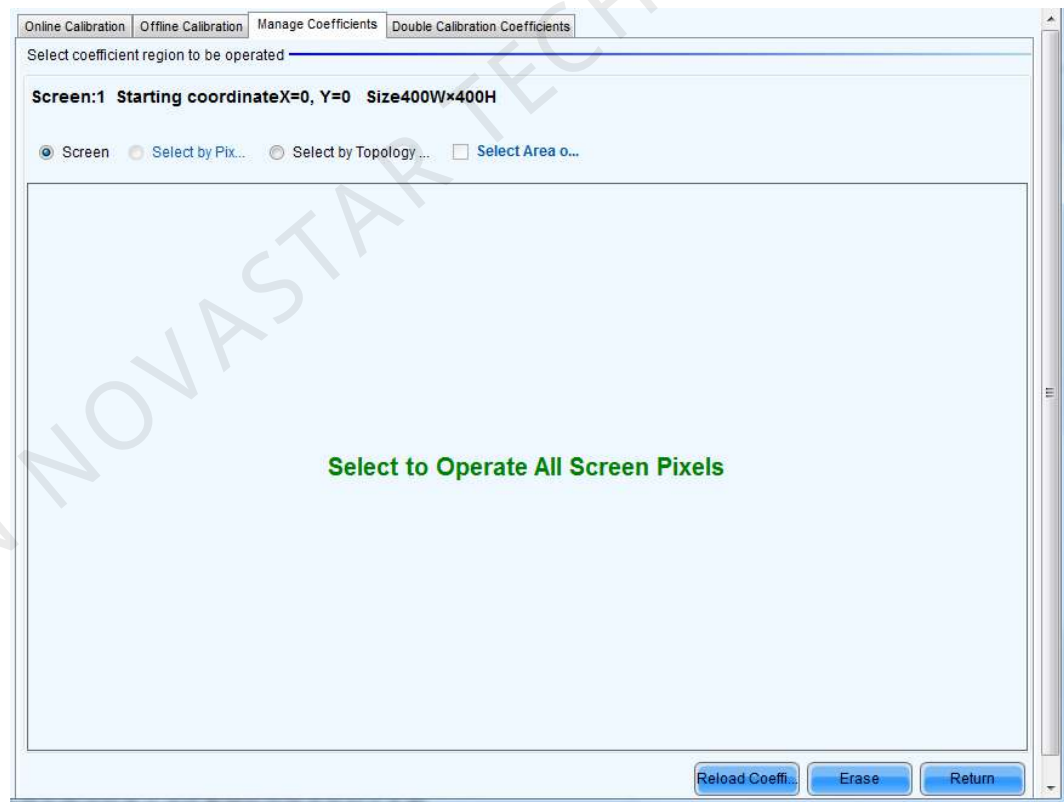 Online Calibration Offline Calibration Manage Coefficients Double Calibration Coefficients
Select coefficient region to be operated
Screen:1 Starting coordinateX=0, Y=0 Size400W×400H
Screen Select by Pix... Select by Topology ... Select Area o...
Select to Operate All Screen Pixels
Reload Coeffi... Erase Return
NOVASTAR TECH